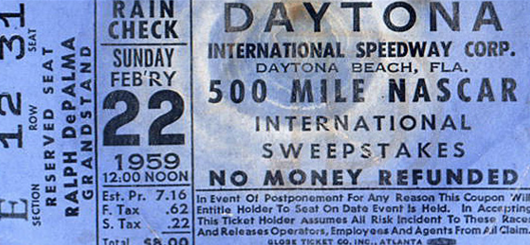 E 12 31
SECTION ROW SEAT
RESERVED SEAT
RALPH DePALMA
GRANDSTAND
RAIN
CHECK
SUNDAY
FEB'RY
22
1959
12:00 NOON
Est. Pr. 7.16
F. Tax .62
S. Tax .22
Total $8.00
DAYTONA
INTERNATIONAL SPEEDWAY CORP.
DAYTONA BEACH, FLA.
500 MILE NASCAR
INTERNATIONAL
SWEEPSTAKES
NO MONEY REFUNDED
In Event Of Postponement For Any Reason This Coupon Will
Entitle Holder To Seat On Date Event Is Held. In Accepting
This Ticket Holder Assumes All Risk Incident To These Races
And Releases Operators, Employees And Agents From All Claim
GLOBE TICKET CO., INC., ATLANTA